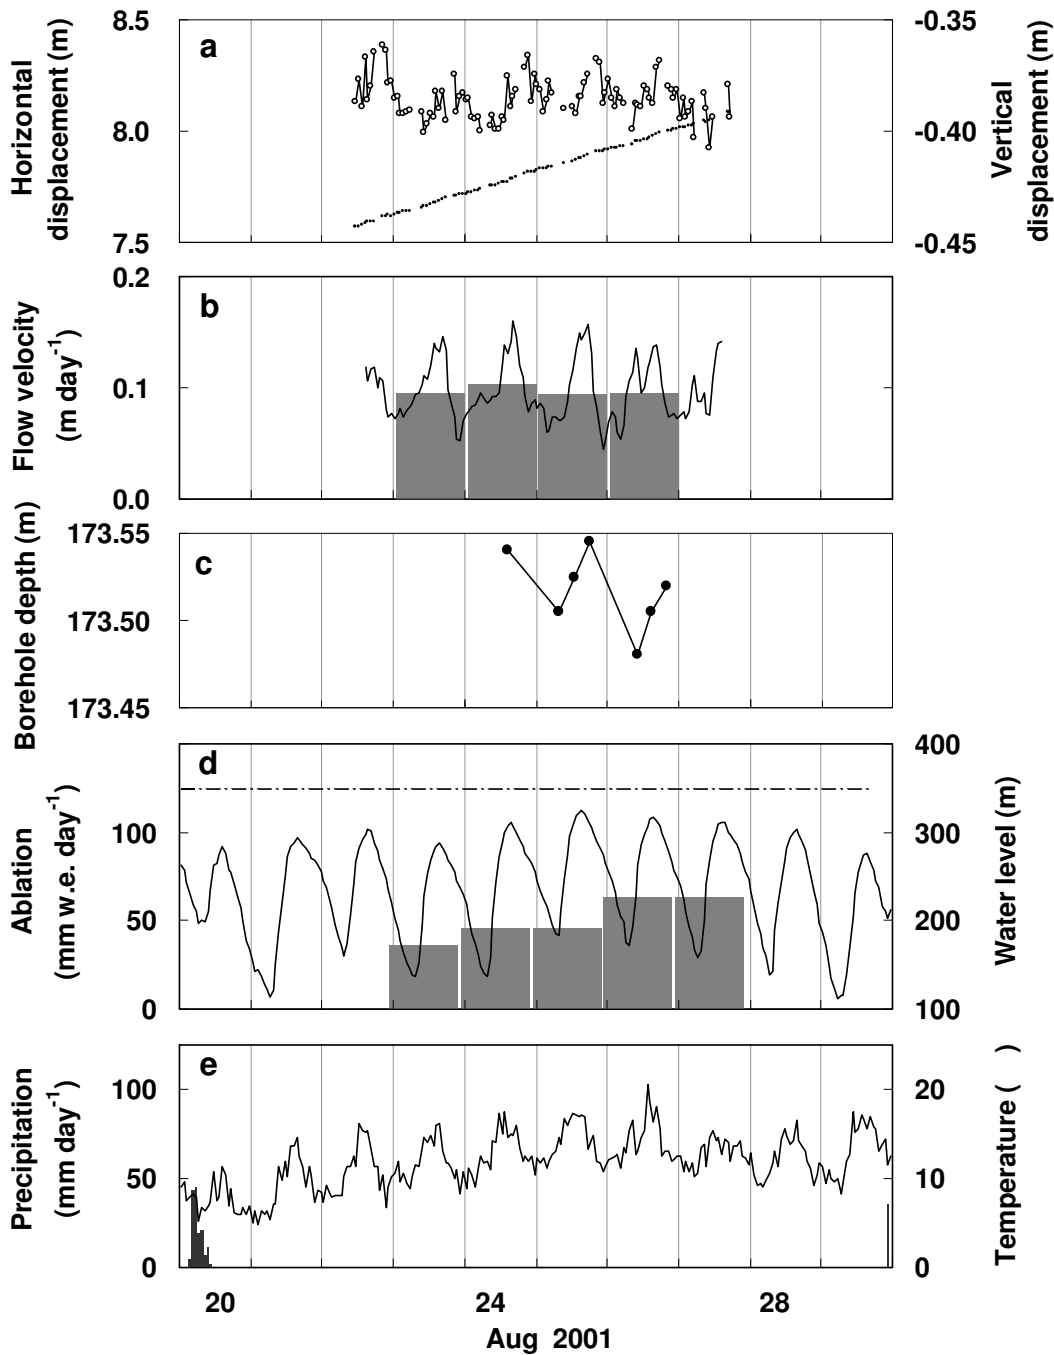 a
Horizontal
displacement (m)
8.5
8.0
7.5
-0.35
-0.40
-0.45
Vertical
displacement (m)
b
Flow velocity
(m day-1)
0.2
0.1
0.0
c
Borehole depth (m)
173.55
173.50
173.45
d
Ablation
(mm w.e. day-1)
100
50
0
400
300
200
100
Water level (m)
e
Precipitation
(mm day-1)
100
50
0
20
10
0
Temperature ( )
20 24 28
Aug 2001